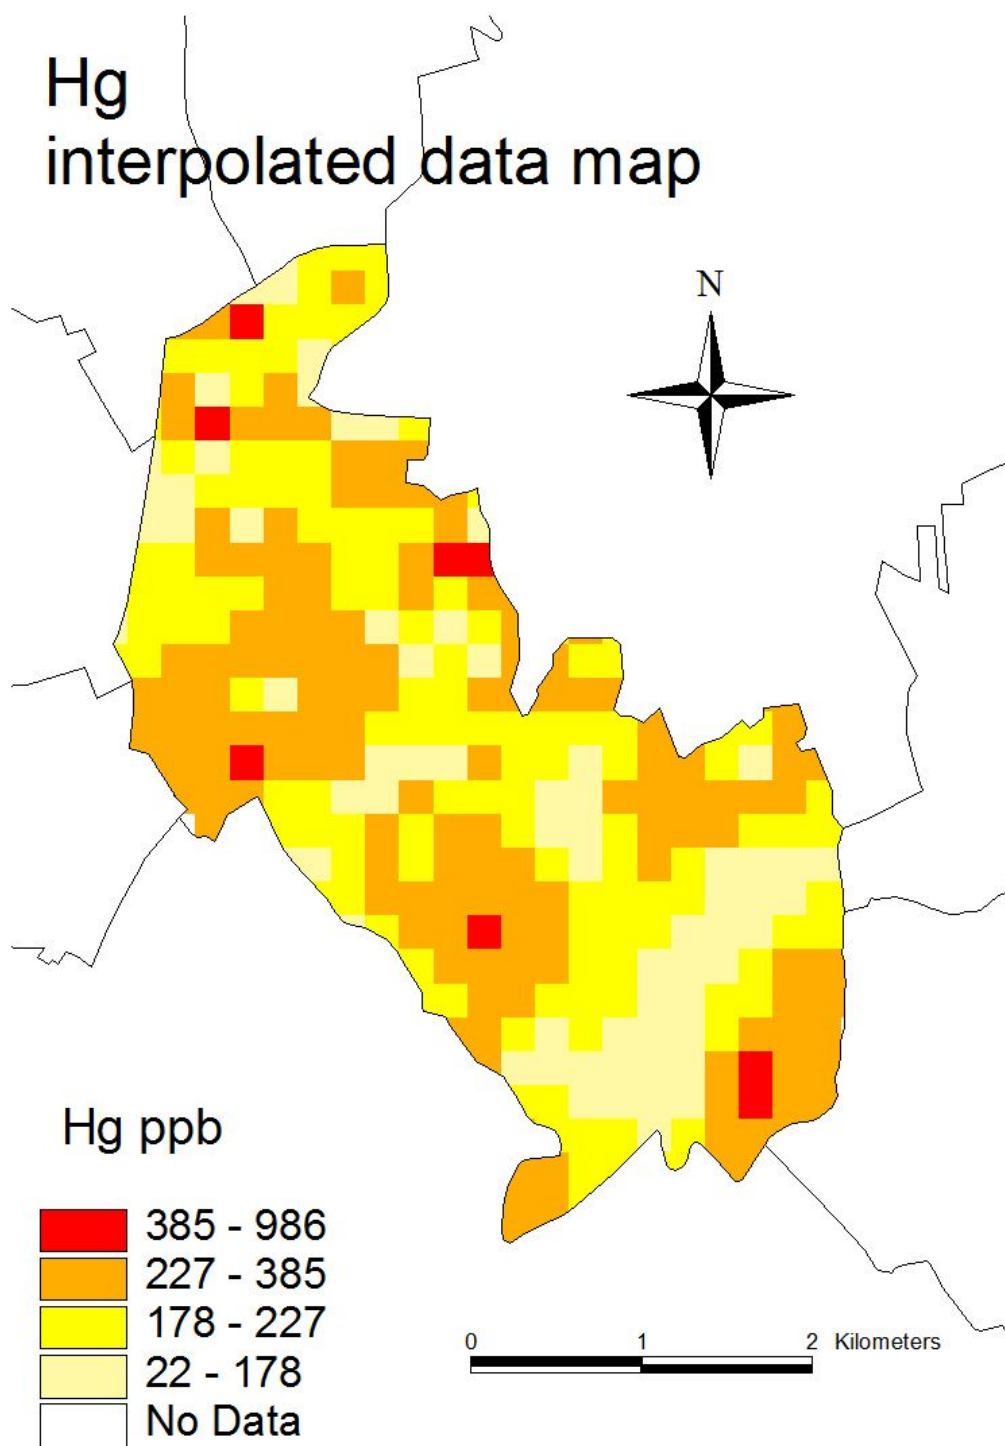 Hg
interpolated data map
N
Hg ppb
385 - 986
227 - 385
178 - 227
22 - 178
No Data
0 1 2 Kilometers